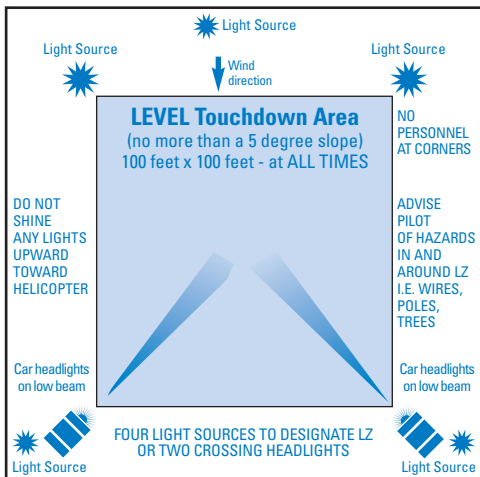 Light Source
Light Source
Light Source
Wind
direction
LEVEL Touchdown Area
(no more than a 5 degree slope)
100 feet x 100 feet - at ALL TIMES
NO
PERSONNEL
AT CORNERS
DO NOT
SHINE
ANY LIGHTS
UPWARD
TOWARD
HELICOPTER
ADVISE
PILOT
OF HAZARDS
IN AND
AROUND LZ
I.E. WIRES,
POLES,
TREES
Car headlights
on low beam
Car headlights
on low beam
FOUR LIGHT SOURCES TO DESIGNATE LZ
OR TWO CROSSING HEADLIGHTS
Light Source
Light Source